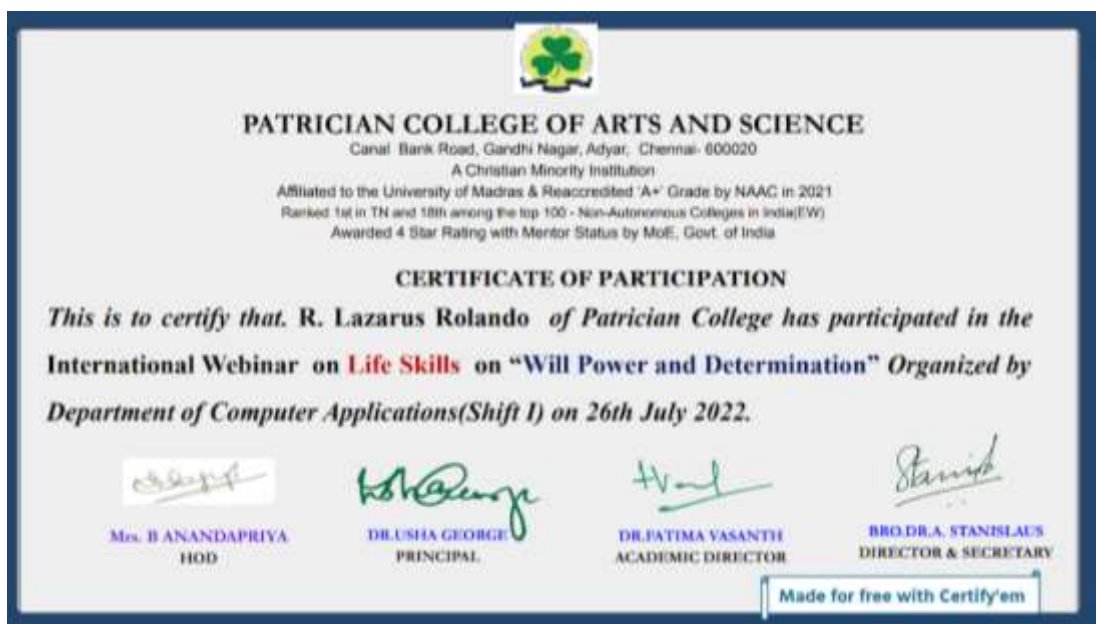 PATRICIAN COLLEGE OF ARTS AND SCIENCE
Canal Bank Road, Gandhi Nagar, Adyar, Chennai- 600020
A Christian Minority Institution
Affiliated to the University of Madras & Reaccredited 'A+' Grade by NAAC in 2021
Ranked 1st in TN and 18th among the top 100 - Non-Autonomous Colleges in India(EW)
Awarded 4 Star Rating with Mentor Status by MoE, Govt. of India
CERTIFICATE OF PARTICIPATION
This is to certify that. R. Lazarus Rolando of Patrician College has participated in the
International Webinar on Life Skills on “Will Power and Determination” Organized by
Department of Computer Applications(Shift I) on 26th July 2022.
Mrs. B ANANDAPRIYA DR.USHA GEORGE DR.FATIMA VASANTH BRO.DR.A. STANISLAUS
HOD PRINCIPAL ACADEMIC DIRECTOR DIRECTOR & SECRETARY
Made for free with Certify'em